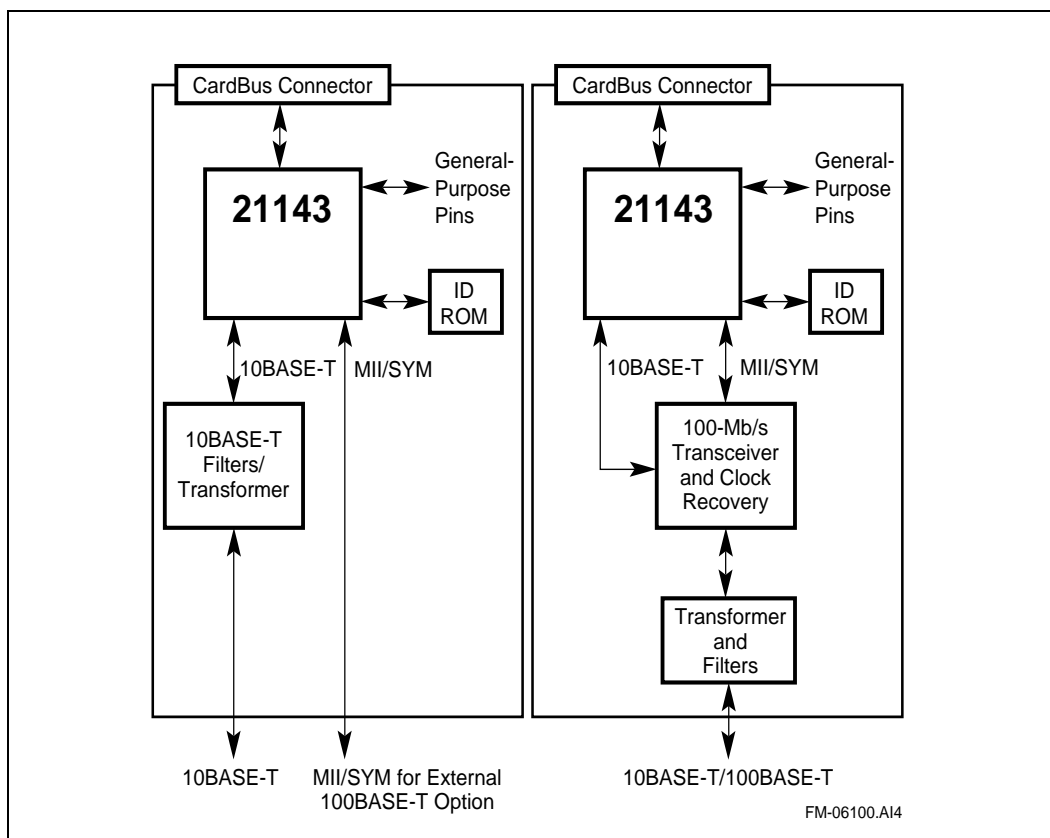 CardBus Connector
General-
Purpose
Pins
21143
ID
ROM
10BASE-T
MII/SYM
10BASE-T
Filters/
Transformer
10BASE-T
MII/SYM for External
100BASE-T Option
CardBus Connector
General-
Purpose
Pins
21143
ID
ROM
10BASE-T
MII/SYM
100-Mb/s
Transceiver
and Clock
Recovery
Transformer
and
Filters
10BASE-T/100BASE-T
FM-06100.AI4